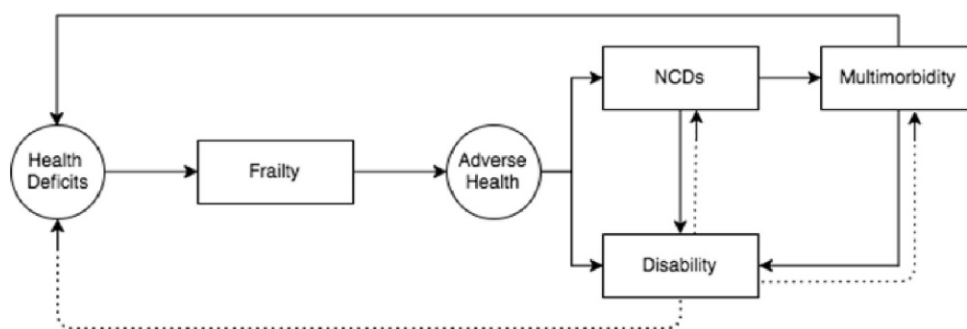 NCDs
Multimorbidity
Health
Deficits
Frailty
Adverse
Health
Disability